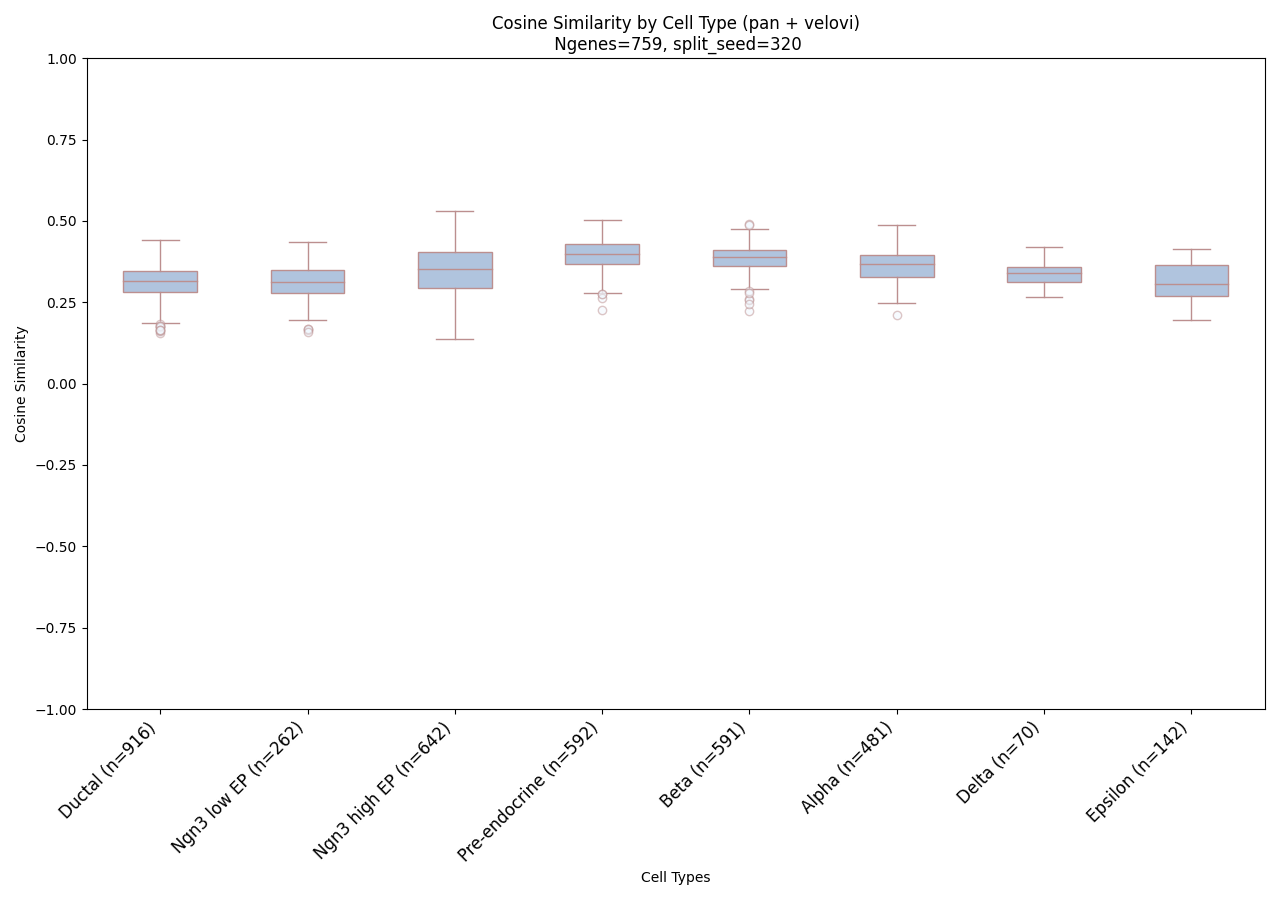 Cosine Similarity by Cell Type (pan + velovi)
Ngenes=759, split_seed=320
1.00
0.75
0.50
0.25
0.00
−0.25
−0.50
−0.75
−1.00
Cosine Similarity
Ductal (n=916)
Ngn3 low EP (n=262)
Ngn3 high EP (n=642)
Pre-endocrine (n=592)
Beta (n=591)
Alpha (n=481)
Delta (n=70)
Epsilon (n=142)
Cell Types